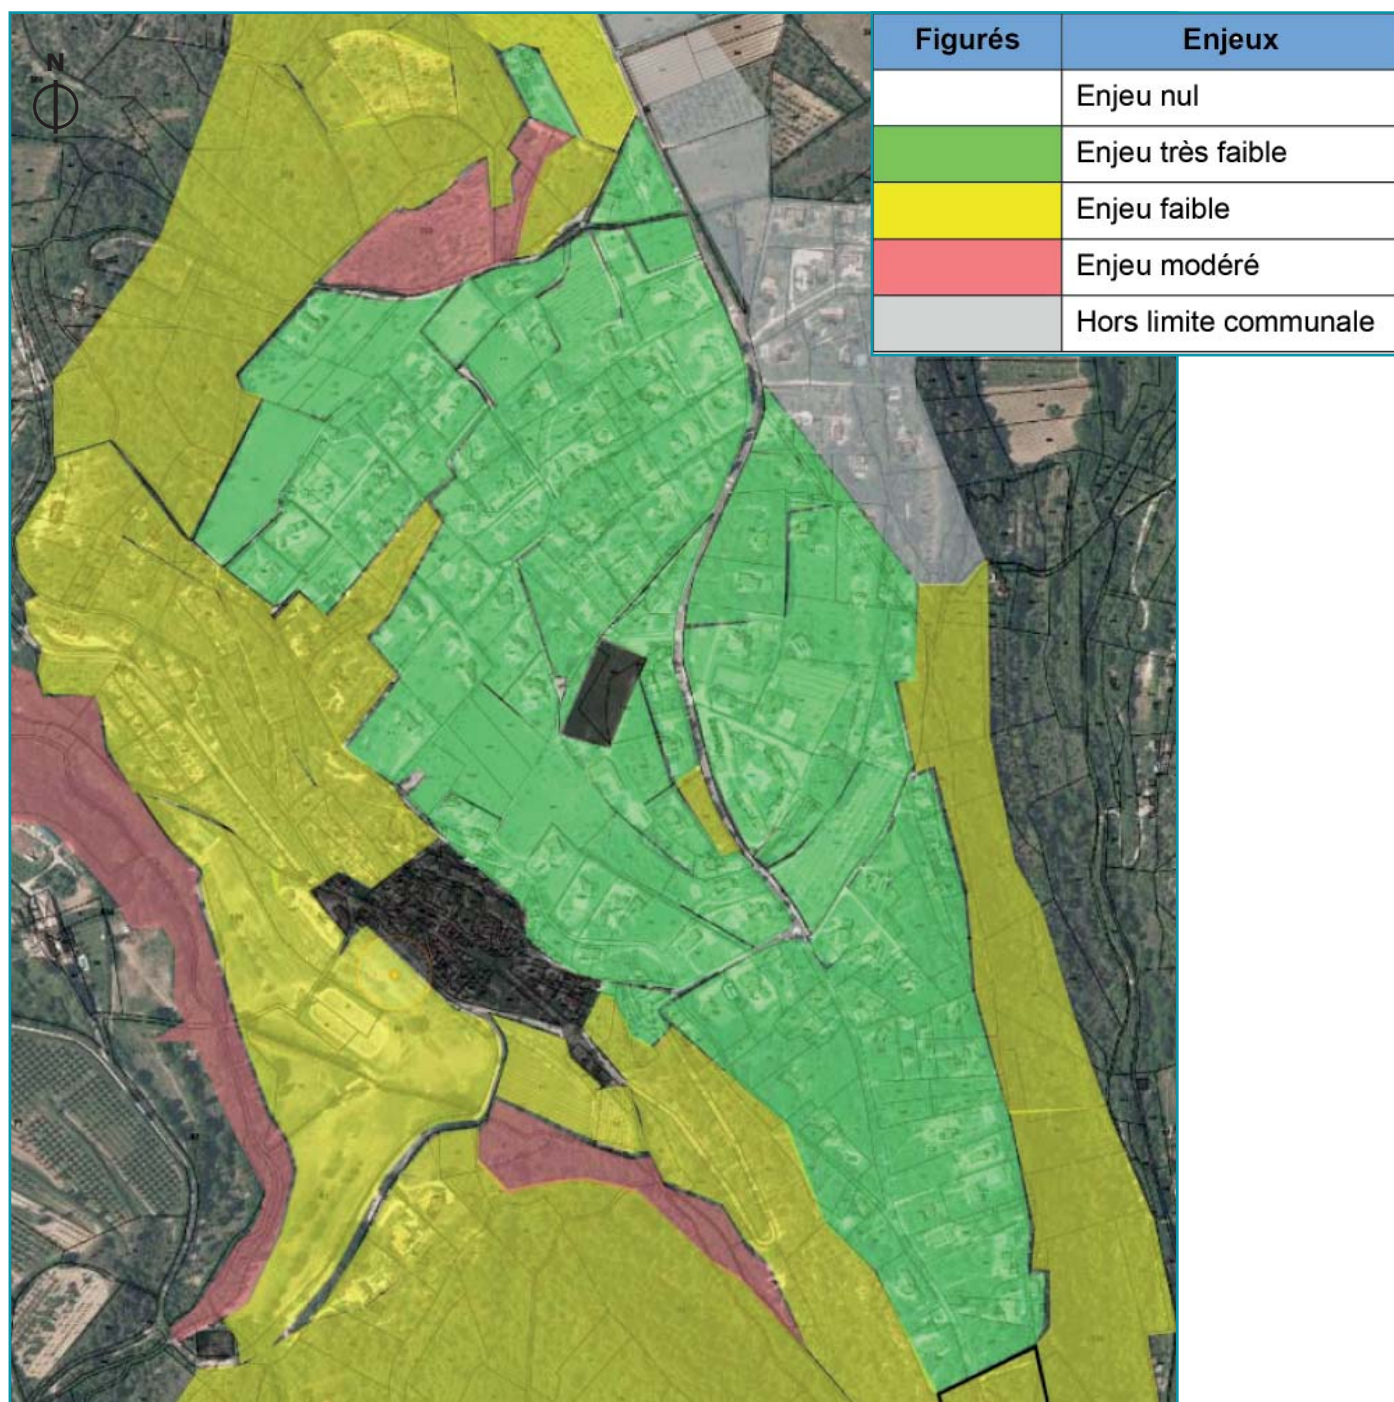 N
Figurés Enjeux
Enjeu nul
Enjeu très faible
Enjeu faible
Enjeu modéré
Hors limite communale